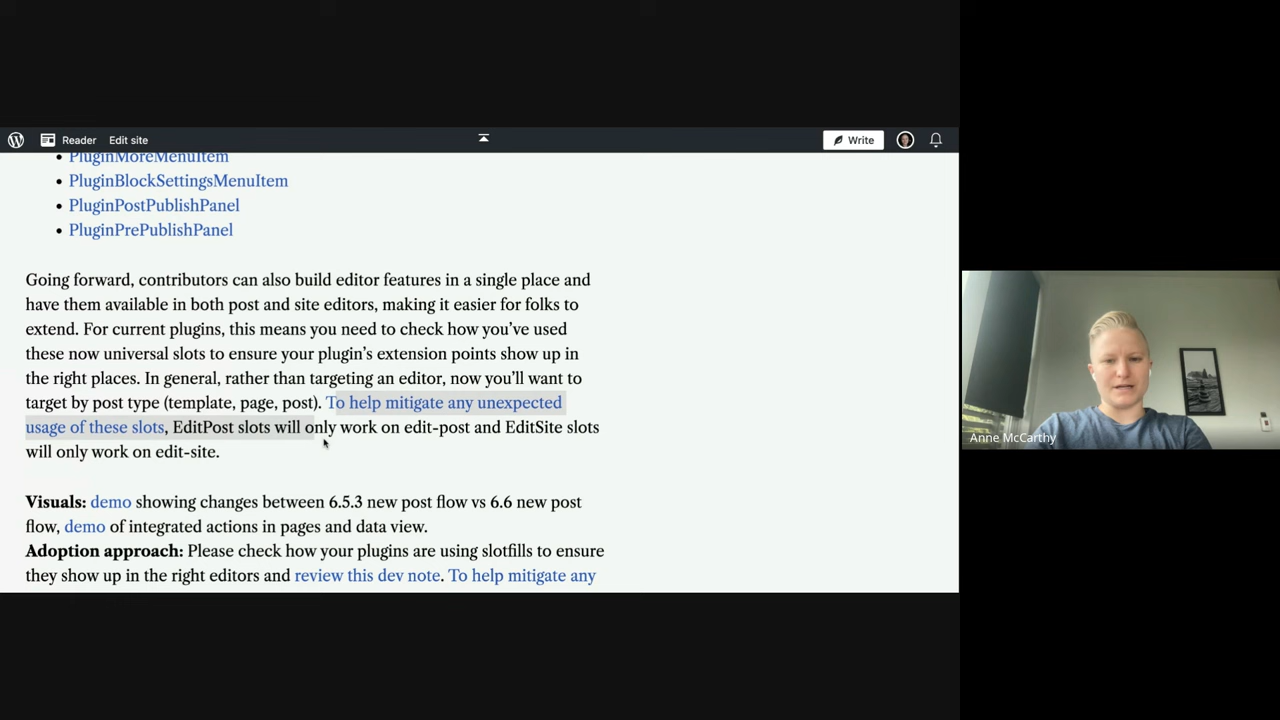 Reader Edit site Write
PluginMoreMenuItem
PluginBlockSettingsMenuItem
PluginPostPublishPanel
PluginPrePublishPanel
Going forward, contributors can also build editor features in a single place and
have them available in both post and site editors, making it easier for folks to
extend. For current plugins, this means you need to check how you’ve used
these now universal slots to ensure your plugin’s extension points show up in
the right places. In general, rather than targeting an editor, now you’ll want to
target by post type (template, page, post). To help mitigate any unexpected
usage of these slots, EditPost slots will only work on edit-post and EditSite slots
will only work on edit-site.
Visuals: demo showing changes between 6.5.3 new post flow vs 6.6 new post
flow, demo of integrated actions in pages and data view.
Adoption approach: Please check how your plugins are using slotfills to ensure
they show up in the right editors and review this dev note. To help mitigate any
Anne McCarthy